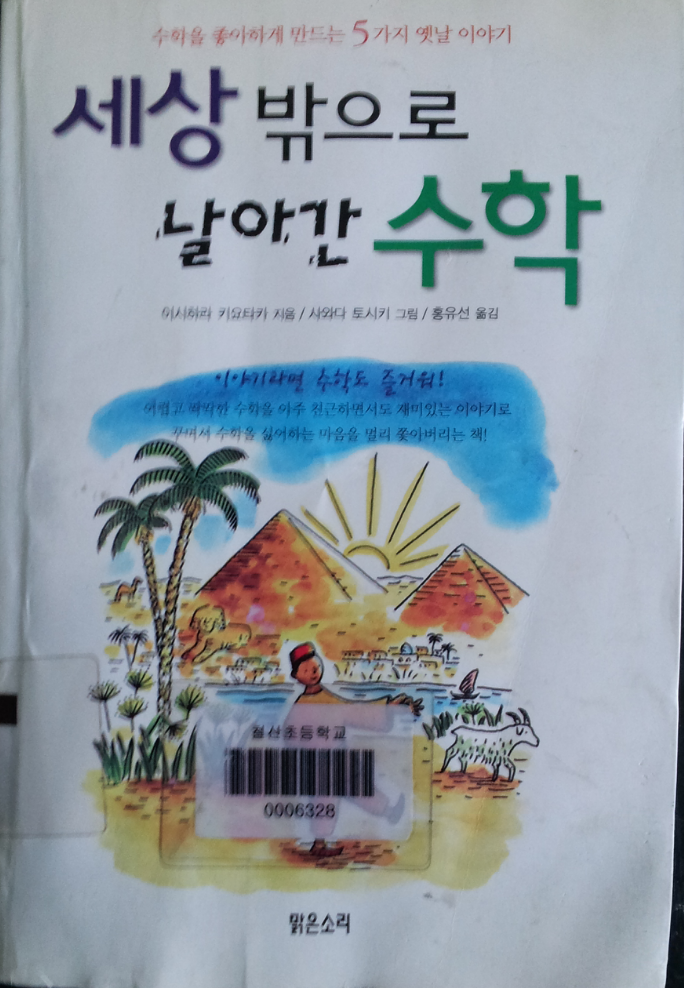 수학을 좋아하게 만드는 5가지 옛날 이야기
세상 밖으로
날아간 수학
이시하라 키요타카 지음 / 사와다 토시키 그림 / 홍유선 옮김
이야기라면 수학도 즐거워!
어렵고 딱딱한 수학을 아주 친근하면서도 재미있는 이야기로
꾸며서 수학을 싫어하는 마음을 멀리 쫓아버리는 책!
철산초등학교
0006328
맑은소리